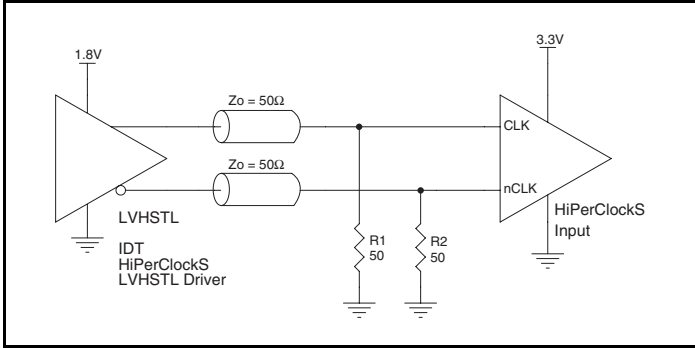 1.8V
3.3V
Zo = 50Ω
CLK
Zo = 50Ω
nCLK
LVHSTL
IDT
HiPerClockS
LVHSTL Driver
R1
50
R2
50
HiPerClockS
Input